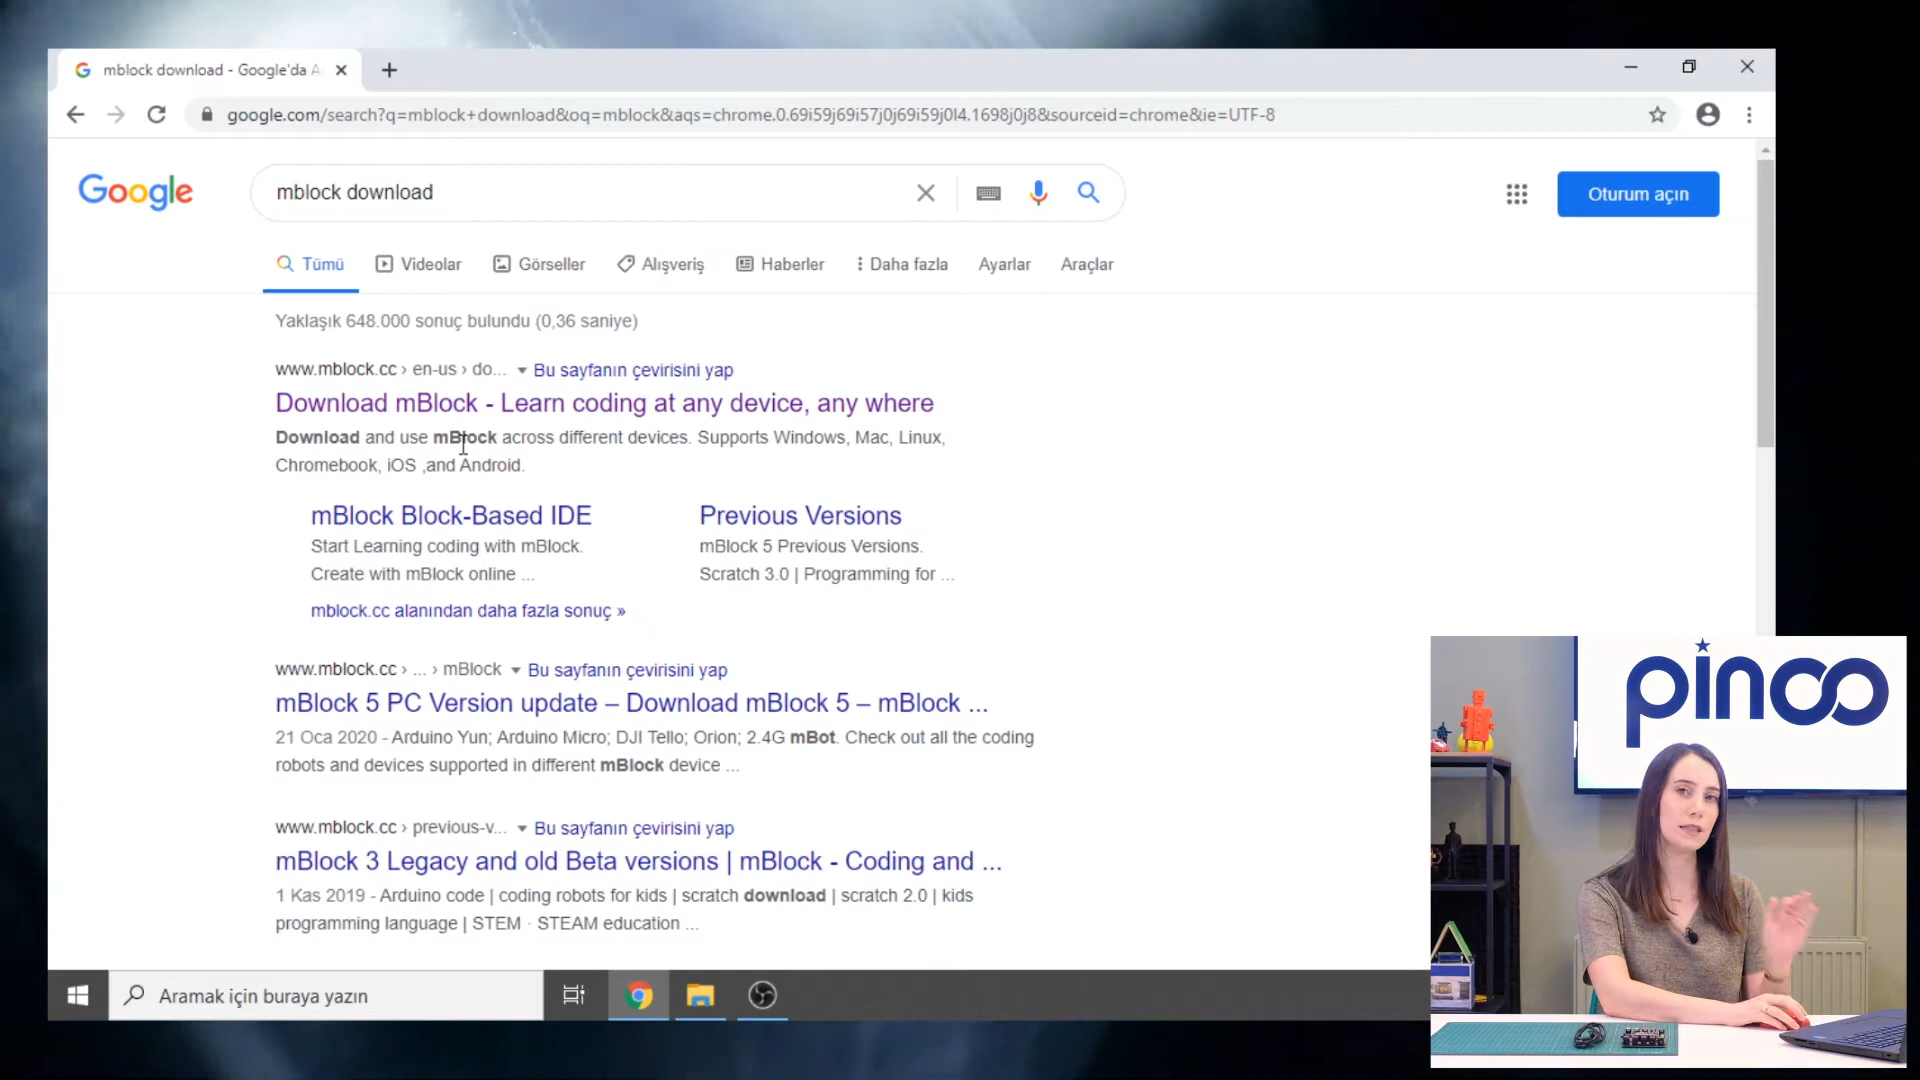 mblock download - Google'da A
google.com/search?q=mblock+download&oq=mblock&aqs=chrome.0.69i59j69i57j0j69i59j0l4.1698j0j8&sourceid=chrome&ie=UTF-8
Google
mblock download
Oturum açın
Tümü
Videolar
Görseller
Alışveriş
Haberler
Daha fazla
Ayarlar
Araçlar
Yaklaşık 648.000 sonuç bulundu (0,36 saniye)
www.mblock.cc › en-us › do... Bu sayfanın çevirisini yap
Download mBlock - Learn coding at any device, any where
Download and use mBlock across different devices. Supports Windows, Mac, Linux,
Chromebook, iOS ,and Android.
mBlock Block-Based IDE
Start Learning coding with mBlock.
Create with mBlock online ...
Previous Versions
mBlock 5 Previous Versions.
Scratch 3.0 | Programming for ...
mblock.cc alanından daha fazla sonuç »
www.mblock.cc › ... › mBlock Bu sayfanın çevirisini yap
mBlock 5 PC Version update – Download mBlock 5 – mBlock ...
21 Oca 2020 - Arduino Yun; Arduino Micro; DJI Tello; Orion; 2.4G mBot. Check out all the coding
robots and devices supported in different mBlock device ...
www.mblock.cc › previous-v... Bu sayfanın çevirisini yap
mBlock 3 Legacy and old Beta versions | mBlock - Coding and ...
1 Kas 2019 - Arduino code | coding robots for kids | scratch download | scratch 2.0 | kids
programming language | STEM · STEAM education ...
pinoo
Aramak için buraya yazın